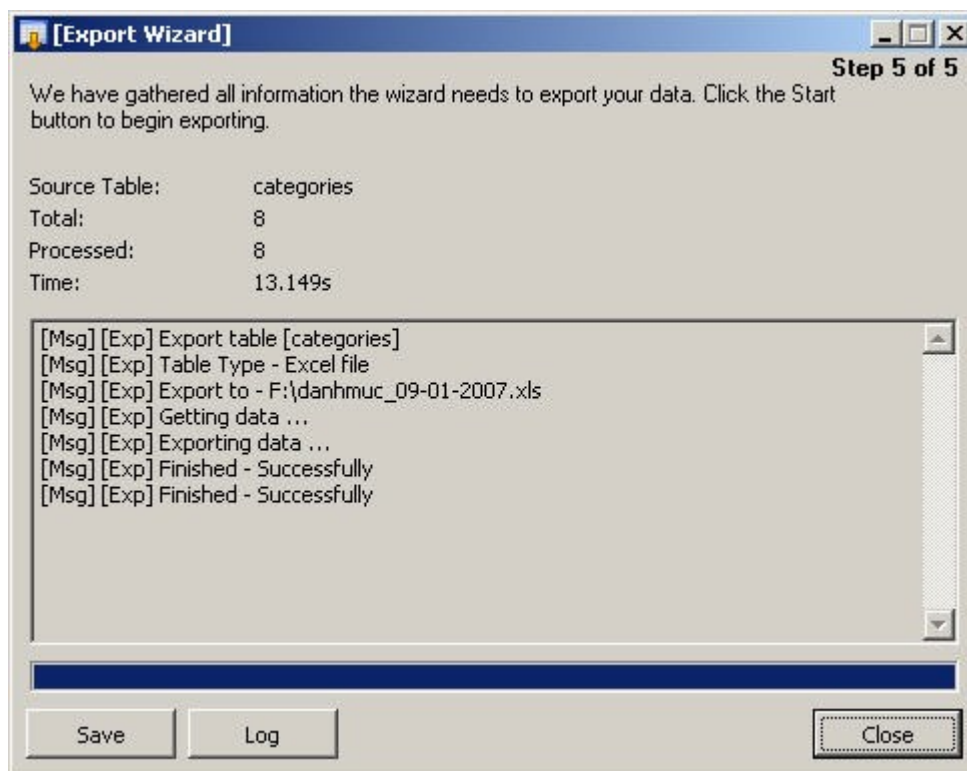 [Export Wizard]
Step 5 of 5
We have gathered all information the wizard needs to export your data. Click the Start
button to begin exporting.
Source Table: categories
Total: 8
Processed: 8
Time: 13.149s
[Msg] [Exp] Export table [categories]
[Msg] [Exp] Table Type - Excel file
[Msg] [Exp] Export to - F:\danhmuc_09-01-2007.xls
[Msg] [Exp] Getting data ...
[Msg] [Exp] Exporting data ...
[Msg] [Exp] Finished - Successfully
[Msg] [Exp] Finished - Successfully
Save Log Close